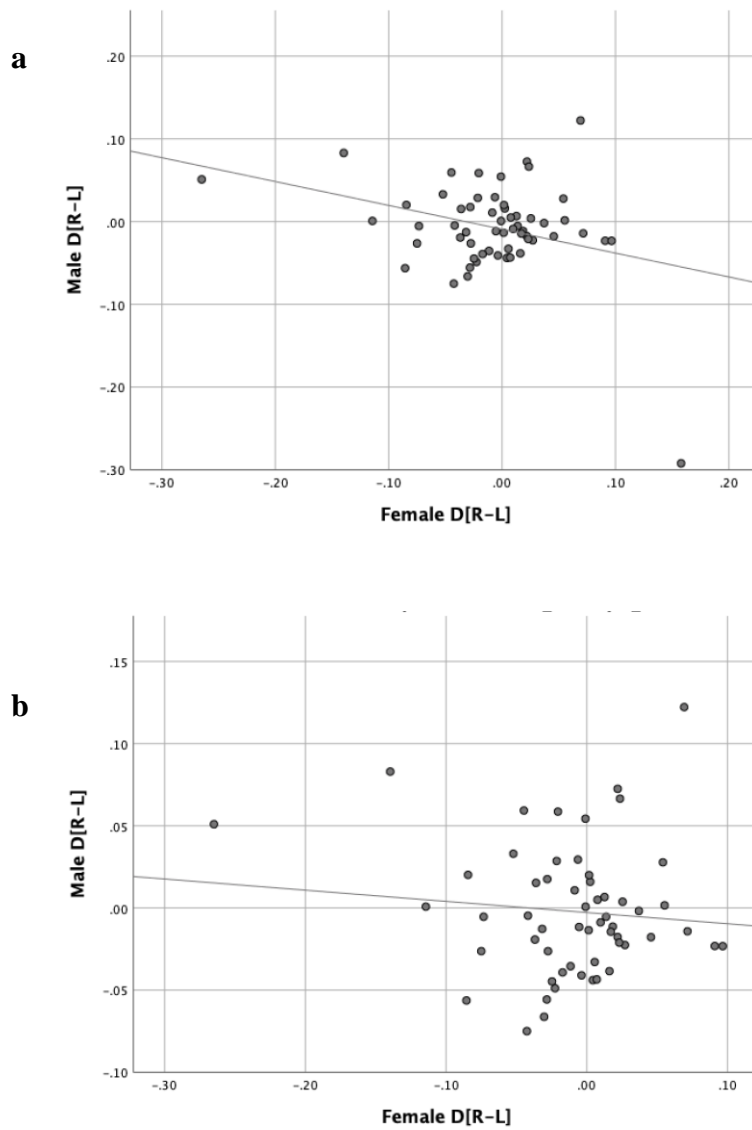 a
.20
.10
.00
-.10
-.20
-.30
Male D[R-L]
-.30 -.20 -.10 .00 .10 .20
Female D[R-L]
b
.15
.10
.05
.00
-.05
-.10
Male D[R-L]
-.30 -.20 -.10 .00 .10
Female D[R-L]